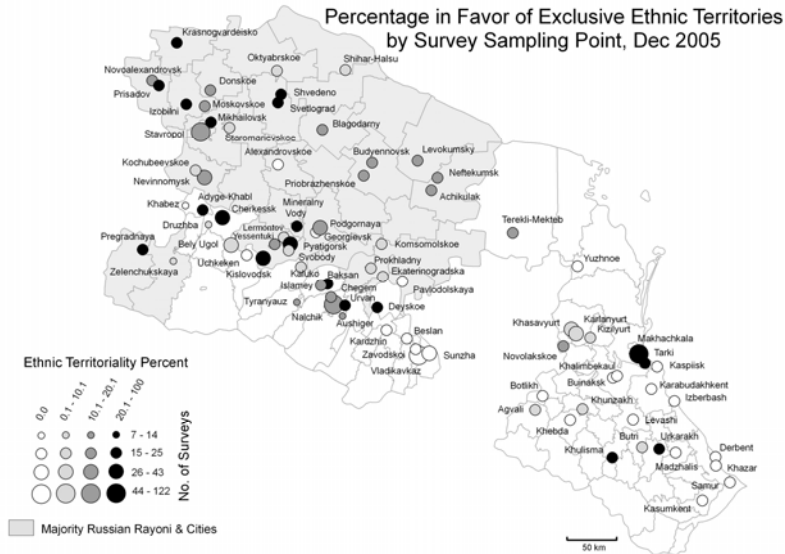 Percentage in Favor of Exclusive Ethnic Territories
by Survey Sampling Point, Dec 2005
Krasnogvardeisko
Oktyabrskoe
Shihar-Halsu
Novoalexandrovsk
Donskoe
Prisadov
Shvedeno
Izobilni
Moskovskoe
Svetlograd
Mikhailovsk
Stavropol
Staromarievskoe
Blagodarny
Alexandrovskoe
Budyennovsk
Levokumsky
Kochubeevskoe
Nevinnomysk
Priobrazhenskoe
Neftekumsk
Achikulak
Adyge-Khabl
Khabez
Cherkessk
Mineralny
Vody
Terekli-Mekteb
Druzhba
Lermontov
Podgornaya
Pregradnaya
Bely Ugol
Yessentuki
Georgievsk
Pyatigorsk
Komsomolskoe
Zelenchukskaya
Uchkeken
Svobody
Prokhladny
Yuzhnoe
Kislovodsk
Kafuko
Baksan
Ekaterinogradska
Islamey
Chegem
Pavlodolskaya
Tyranyauz
Urvan
Deyskoe
Nalchik
Aushiger
Khasavyurt
Karlanyurt
Kizilyurt
Kardzhin
Beslan
Makhachkala
Zavodskoi
Sunzha
Novolakskoe
Tarki
Vladikavkaz
Khalimbekaul
Kaspiisk
Buinaksk
Botlikh
Karabudakhkent
Khunzakh
Izberbash
Agvali
Levashi
Khebda
Butri
Urkarakh
Khulisma
Derbent
Madzhalis
Khazar
Samur
Kasumkent
Ethnic Territoriality Percent
0.0
0.1 - 10.1
10.1 - 20.1
20.1 - 100
7 - 14
15 - 25
26 - 43
44 - 122
No. of Surveys
Majority Russian Rayoni & Cities
50 km